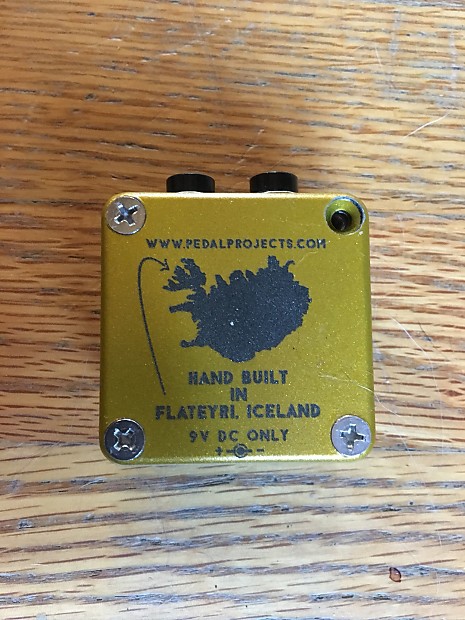 WWW.PEDALPROJECTS.COM
HAND BUILT
IN
FLATEYRI, ICELAND
9V DC ONLY
+ -